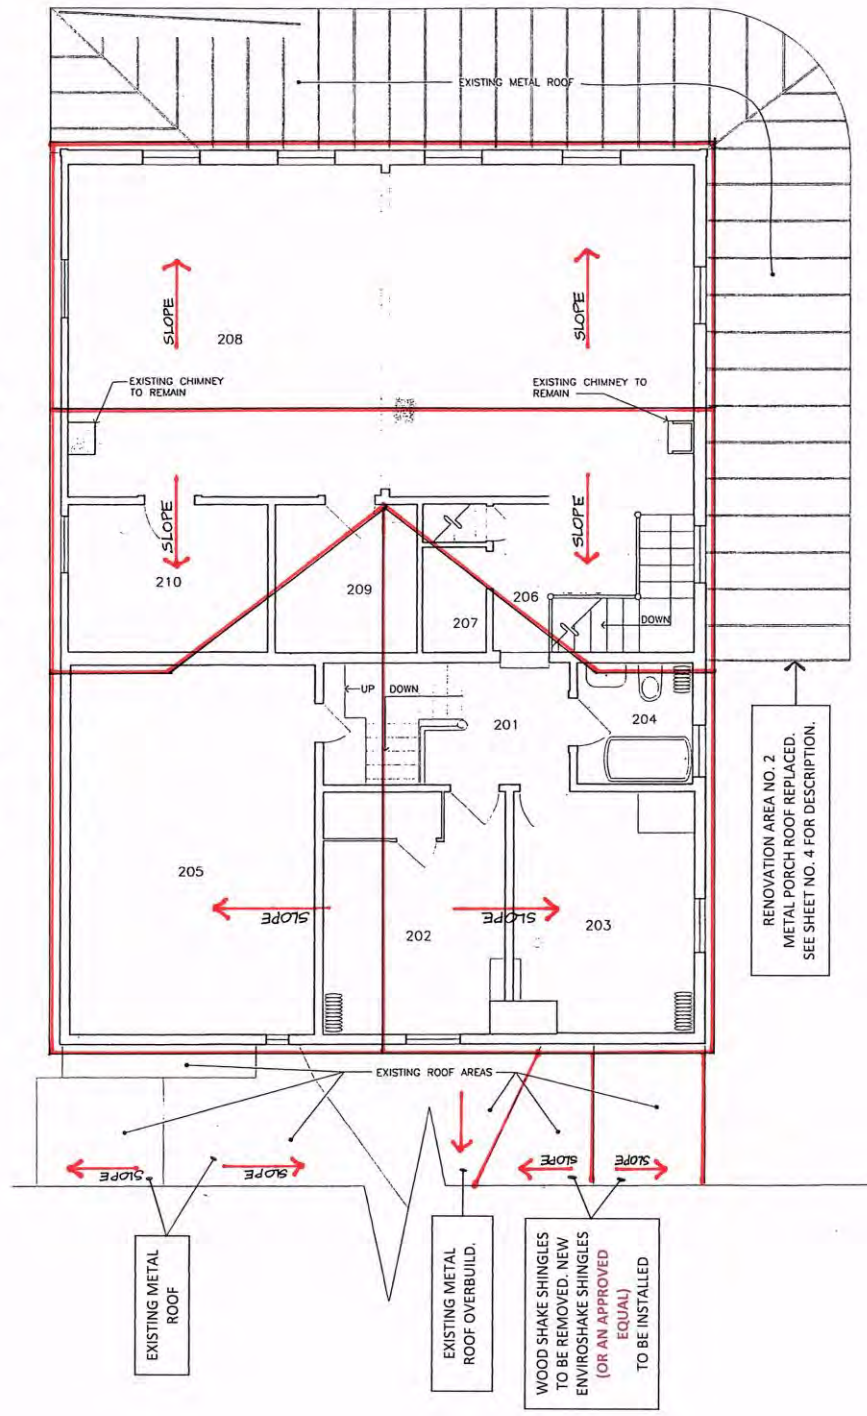 EXISTING METAL ROOF
SLOPE
SLOPE
208
EXISTING CHIMNEY
TO REMAIN
EXISTING CHIMNEY TO
REMAIN
SLOPE
SLOPE
210
209
207
206
DOWN
UP
DOWN
201
204
205
SLOPE
SLOPE
202
203
RENOVATION AREA NO. 2
METAL PORCH ROOF REPLACED.
SEE SHEET NO. 4 FOR DESCRIPTION.
EXISTING ROOF AREAS
SLOPE
SLOPE
SLOPE
SLOPE
EXISTING METAL
ROOF
EXISTING METAL
ROOF OVERBUILD.
WOOD SHAKE SHINGLES
TO BE REMOVED. NEW
ENVIROSHAKE SHINGLES
(OR AN APPROVED
EQUAL)
TO BE INSTALLED